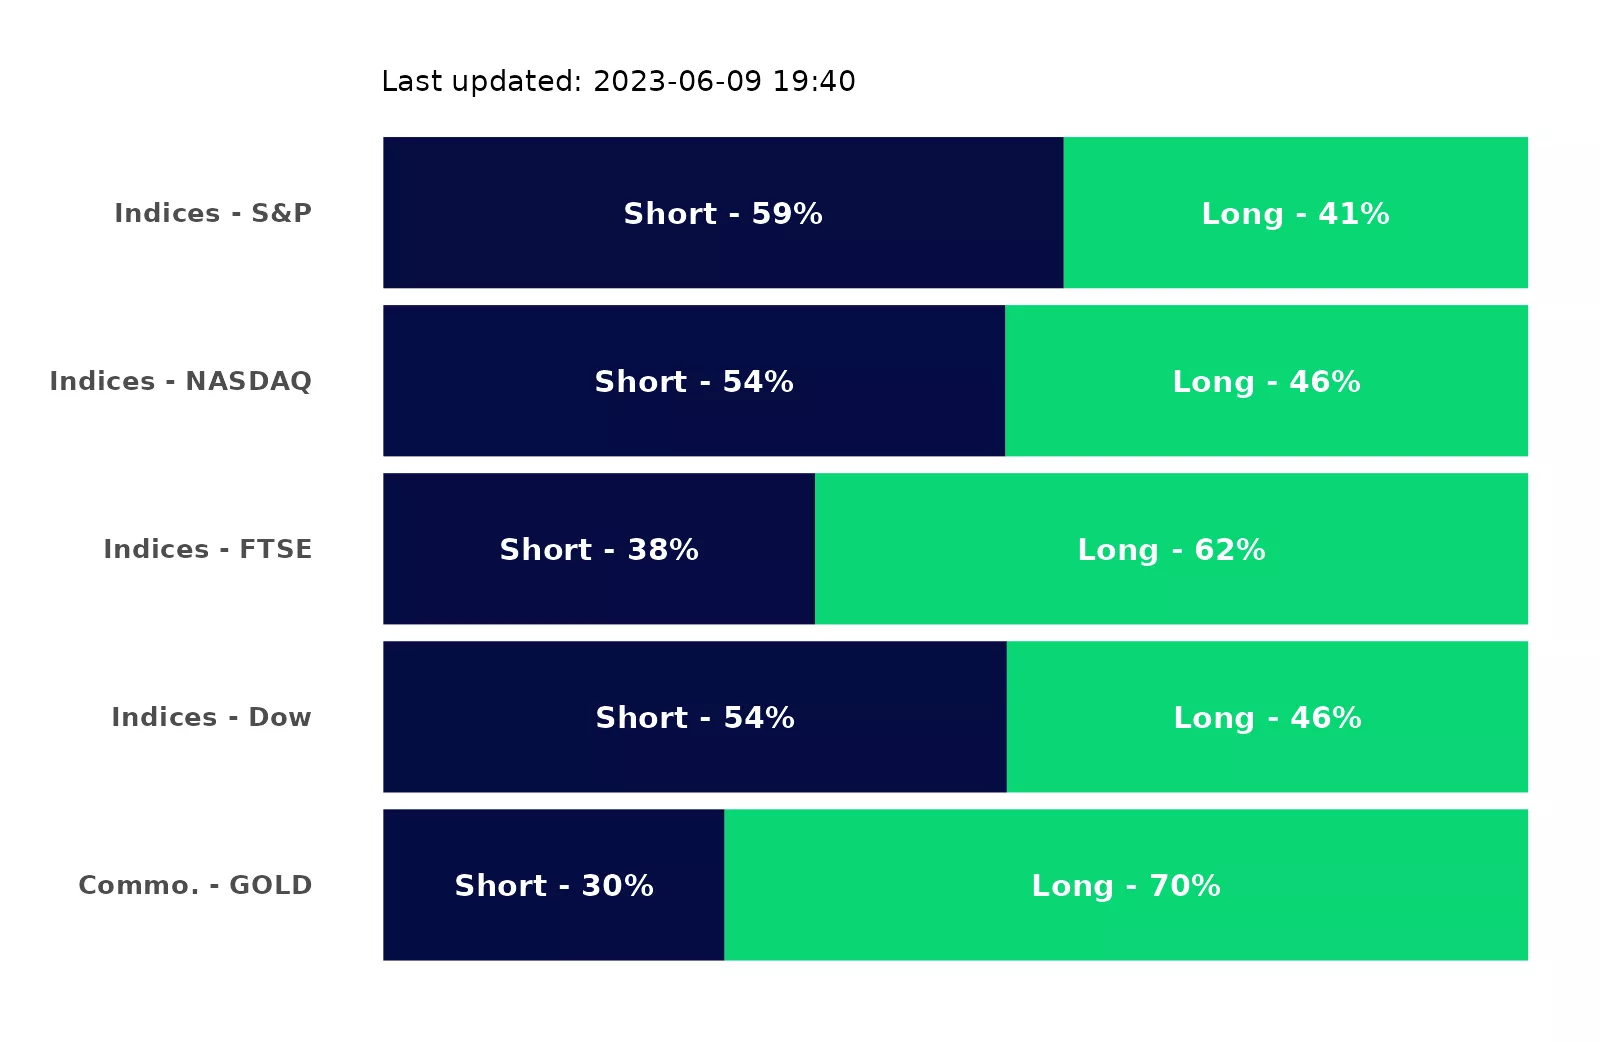 Last updated: 2023-06-09 19:40
Indices - S&P Short - 59% Long - 41%
Indices - NASDAQ Short - 54% Long - 46%
Indices - FTSE Short - 38% Long - 62%
Indices - Dow Short - 54% Long - 46%
Commo. - GOLD Short - 30% Long - 70%